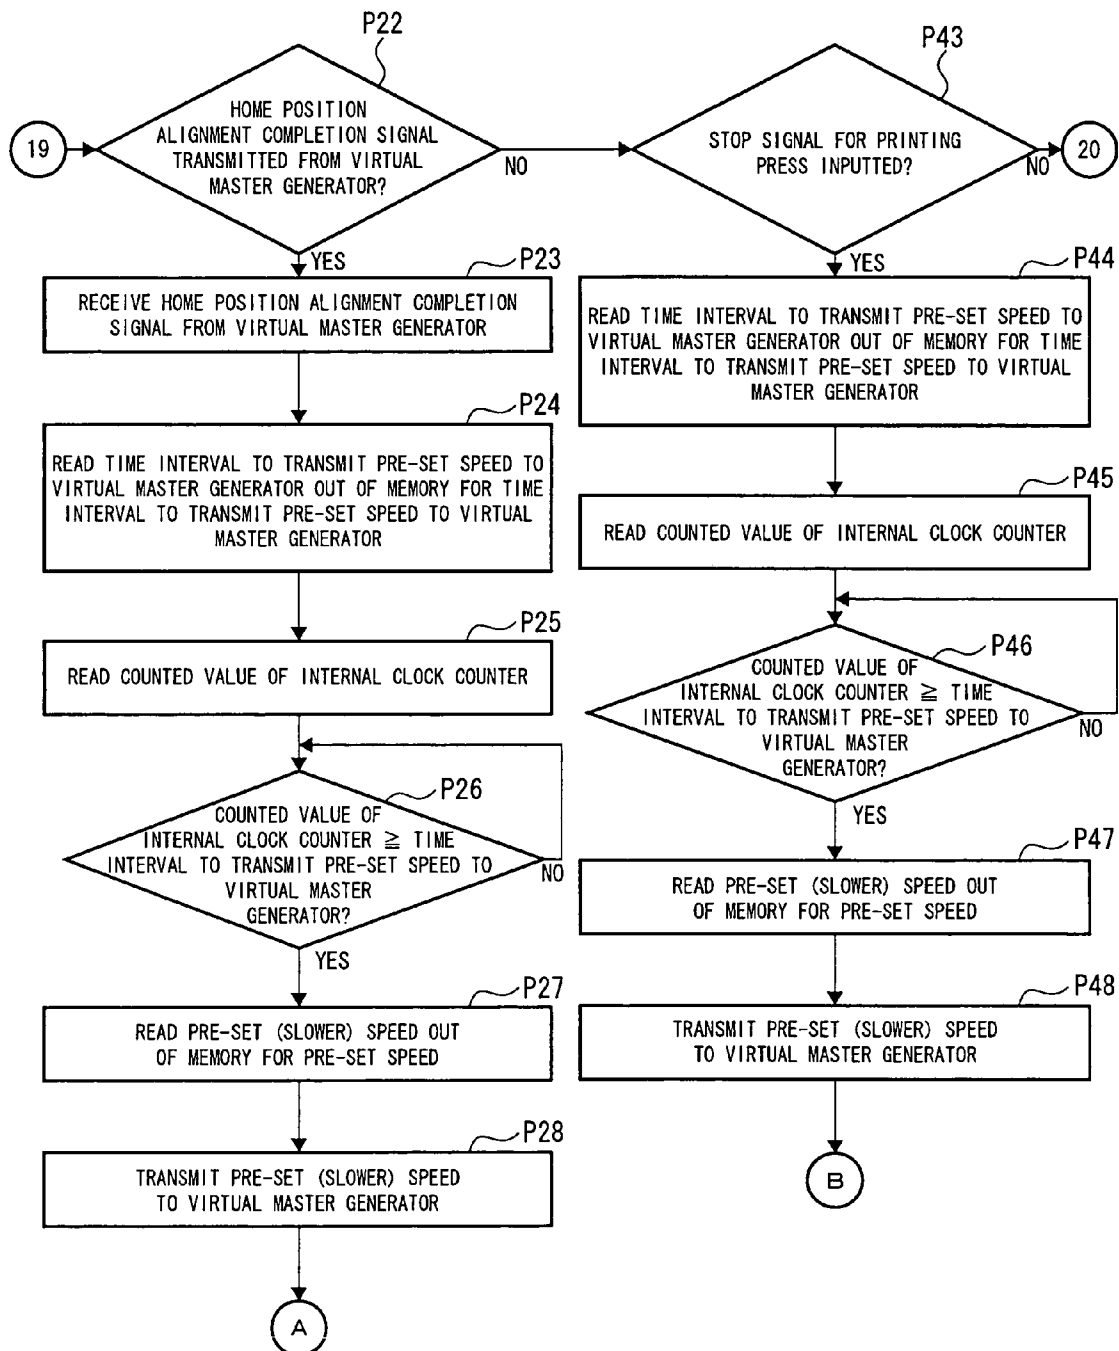 P22
HOME POSITION
ALIGNMENT COMPLETION SIGNAL
TRANSMITTED FROM VIRTUAL
MASTER GENERATOR?
19
NO
YES
P23
RECEIVE HOME POSITION ALIGNMENT COMPLETION
SIGNAL FROM VIRTUAL MASTER GENERATOR
P24
READ TIME INTERVAL TO TRANSMIT PRE-SET SPEED TO
VIRTUAL MASTER GENERATOR OUT OF MEMORY FOR TIME
INTERVAL TO TRANSMIT PRE-SET SPEED TO VIRTUAL
MASTER GENERATOR
P25
READ COUNTED VALUE OF INTERNAL CLOCK COUNTER
P26
COUNTED VALUE OF
INTERNAL CLOCK COUNTER ≧ TIME
INTERVAL TO TRANSMIT PRE-SET SPEED TO
VIRTUAL MASTER
GENERATOR?
NO
YES
P27
READ PRE-SET (SLOWER) SPEED OUT
OF MEMORY FOR PRE-SET SPEED
P28
TRANSMIT PRE-SET (SLOWER) SPEED
TO VIRTUAL MASTER GENERATOR
A
P43
STOP SIGNAL FOR PRINTING
PRESS INPUTTED?
NO
20
YES
P44
READ TIME INTERVAL TO TRANSMIT PRE-SET SPEED TO
VIRTUAL MASTER GENERATOR OUT OF MEMORY FOR TIME
INTERVAL TO TRANSMIT PRE-SET SPEED TO VIRTUAL
MASTER GENERATOR
P45
READ COUNTED VALUE OF INTERNAL CLOCK COUNTER
P46
COUNTED VALUE OF
INTERNAL CLOCK COUNTER ≧ TIME
INTERVAL TO TRANSMIT PRE-SET SPEED TO
VIRTUAL MASTER
GENERATOR?
NO
YES
P47
READ PRE-SET (SLOWER) SPEED OUT
OF MEMORY FOR PRE-SET SPEED
P48
TRANSMIT PRE-SET (SLOWER) SPEED
TO VIRTUAL MASTER GENERATOR
B